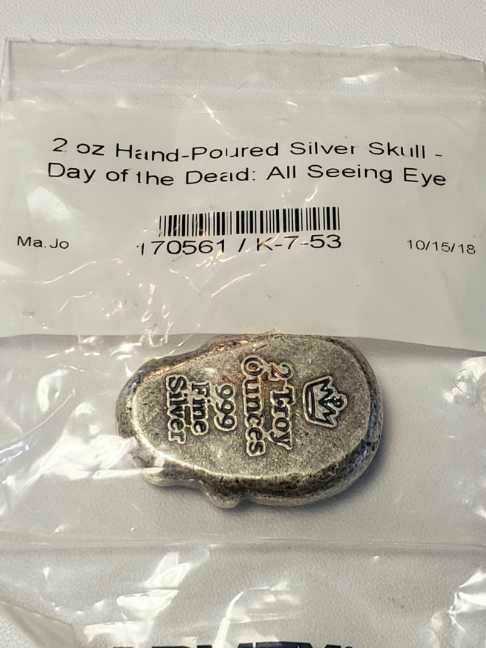 2 oz Hand-Poured Silver Skull -
Day of the Dead: All Seeing Eye
Ma.Jo
170561 / K-7-53
10/15/18
2 Troy
Ounces
.999
Fine
Silver